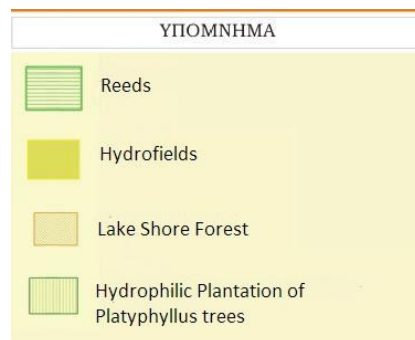 ΥΠΟΜΝΗΜΑ
Reeds
Hydrofields
Lake Shore Forest
Hydrophilic Plantation of
Platyphyllus trees